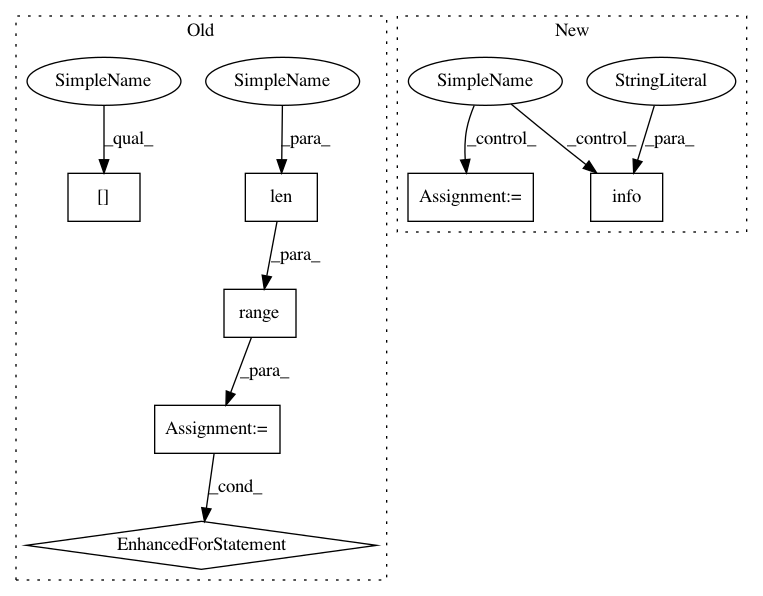 Old
New
SimpleName
SimpleName
SimpleName
StringLiteral
_qual_
_para_
_control_
_control_
_para_
[]
len
Assignment:=
info
_para_
range
_para_
Assignment:=
_cond_
EnhancedForStatement